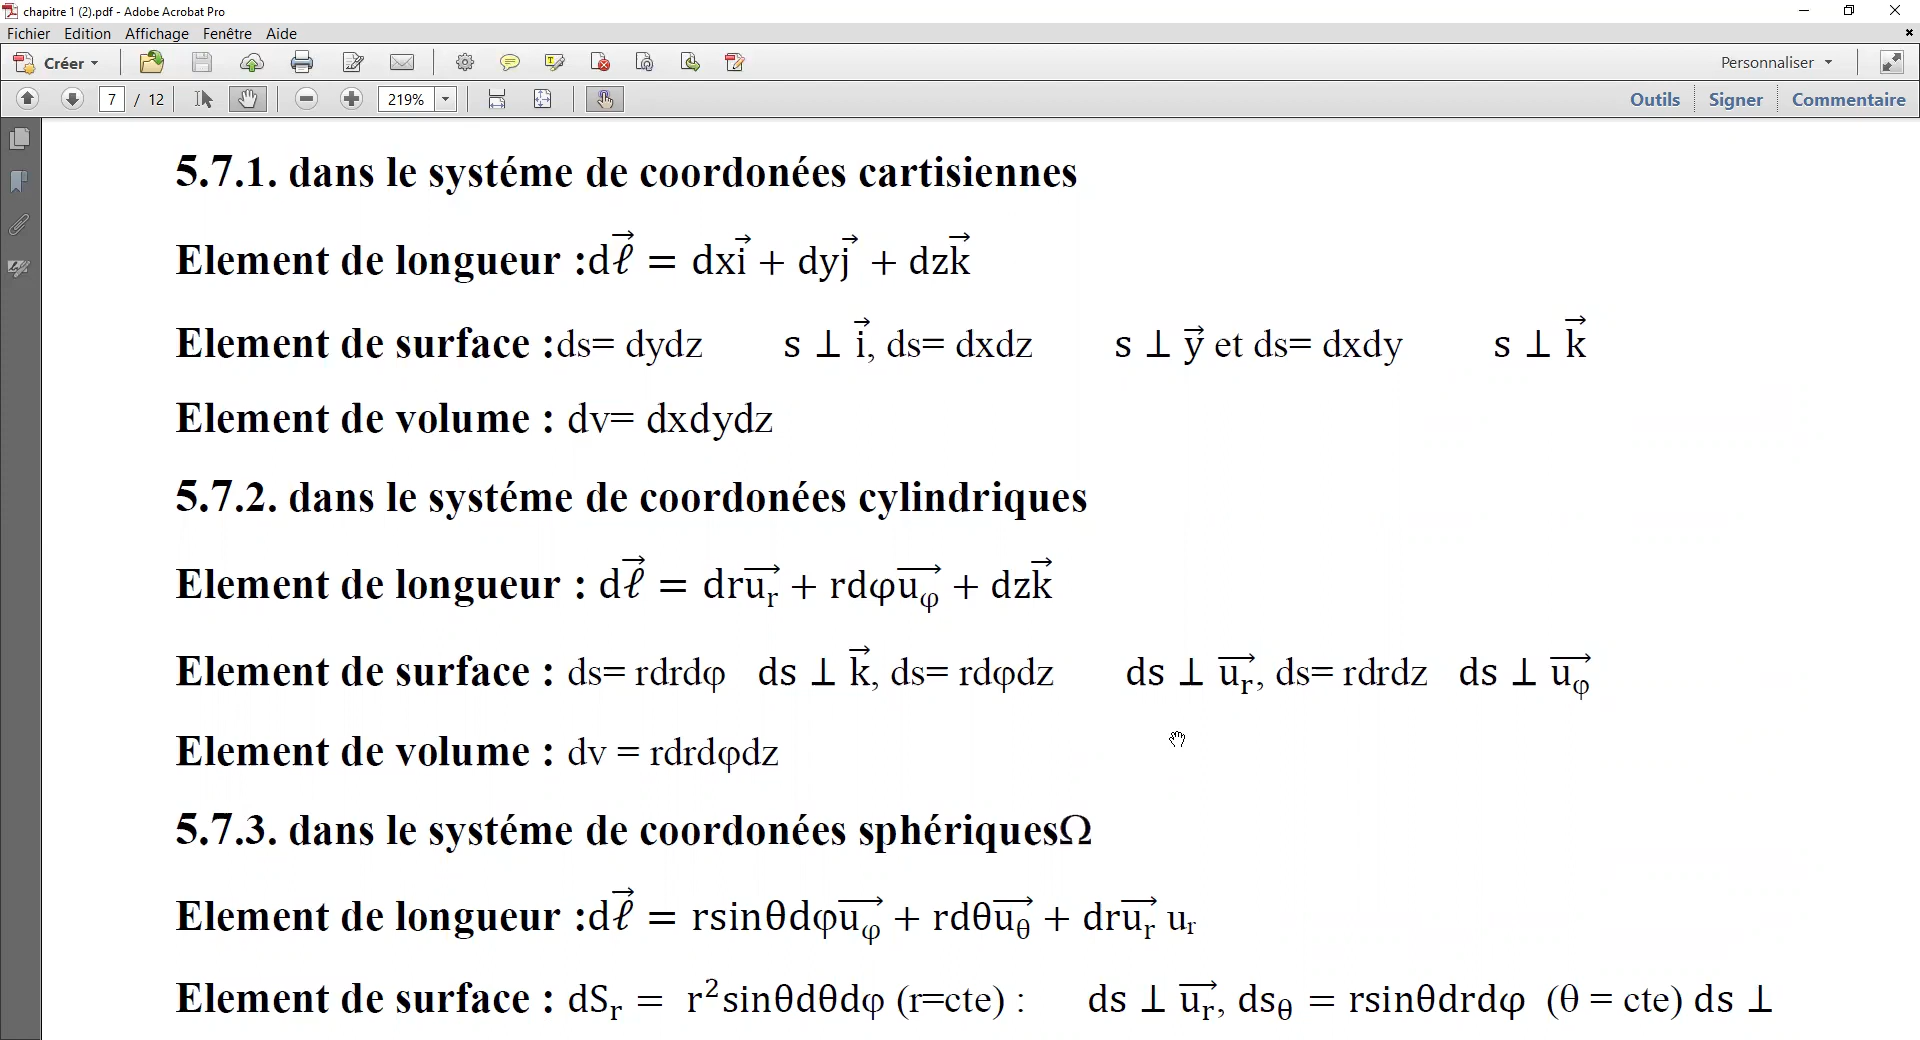 chapitre 1 (2).pdf - Adobe Acrobat Pro
Fichier Edition Affichage Fenêtre Aide
Créer Personnaliser
7 / 12 219% Outils Signer Commentaire
5.7.1. dans le systéme de coordonées cartisiennes
Element de longueur :dℓ⃗ = dxi⃗ + dyj⃗ + dzk⃗
Element de surface :ds= dydz s ⊥ i⃗, ds= dxdz s ⊥ y⃗ et ds= dxdy s ⊥ k⃗
Element de volume : dv= dxdydz
5.7.2. dans le systéme de coordonées cylindriques
Element de longueur : dℓ⃗ = dru⃗ᵣ + rdφu⃗ᵩ + dzk⃗
Element de surface : ds= rdrdφ ds ⊥ k⃗, ds= rdφdz ds ⊥ u⃗ᵣ, ds= rdrdz ds ⊥ u⃗ᵩ
Element de volume : dv = rdrdφdz
5.7.3. dans le systéme de coordonées sphériquesΩ
Element de longueur :dℓ⃗ = rsinθdφu⃗ᵩ + rdθu⃗_θ + dru⃗ᵣ uᵣ
Element de surface : dSᵣ = r²sinθdθdφ (r=cte) : ds ⊥ u⃗ᵣ, ds_θ = rsinθdrdφ (θ = cte) ds ⊥